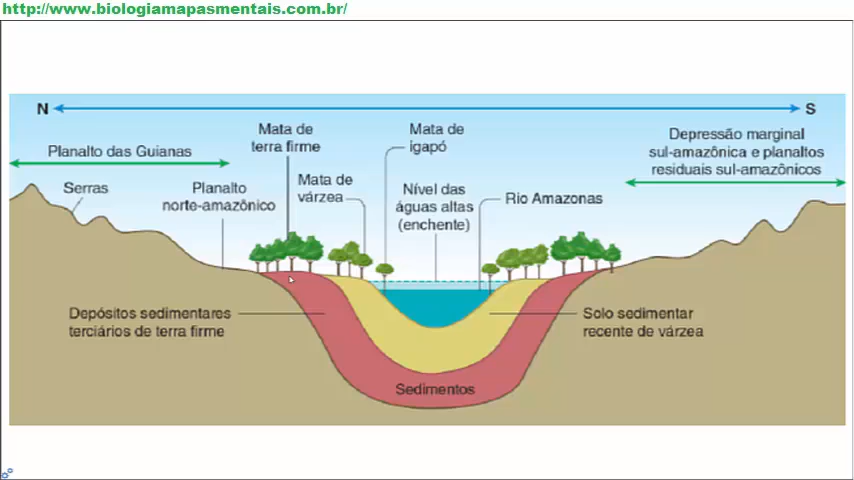 http://www.biologiamapasmentais.com.br/
N
S
Mata de
terra firme
Mata de
igapó
Depressão marginal
sul-amazônica e planaltos
residuais sul-amazônicos
Planalto das Guianas
Serras
Planalto
norte-amazônico
Mata de
várzea
Nível das
águas altas
(enchente)
Rio Amazonas
Depósitos sedimentares
terciários de terra firme
Solo sedimentar
recente de várzea
Sedimentos